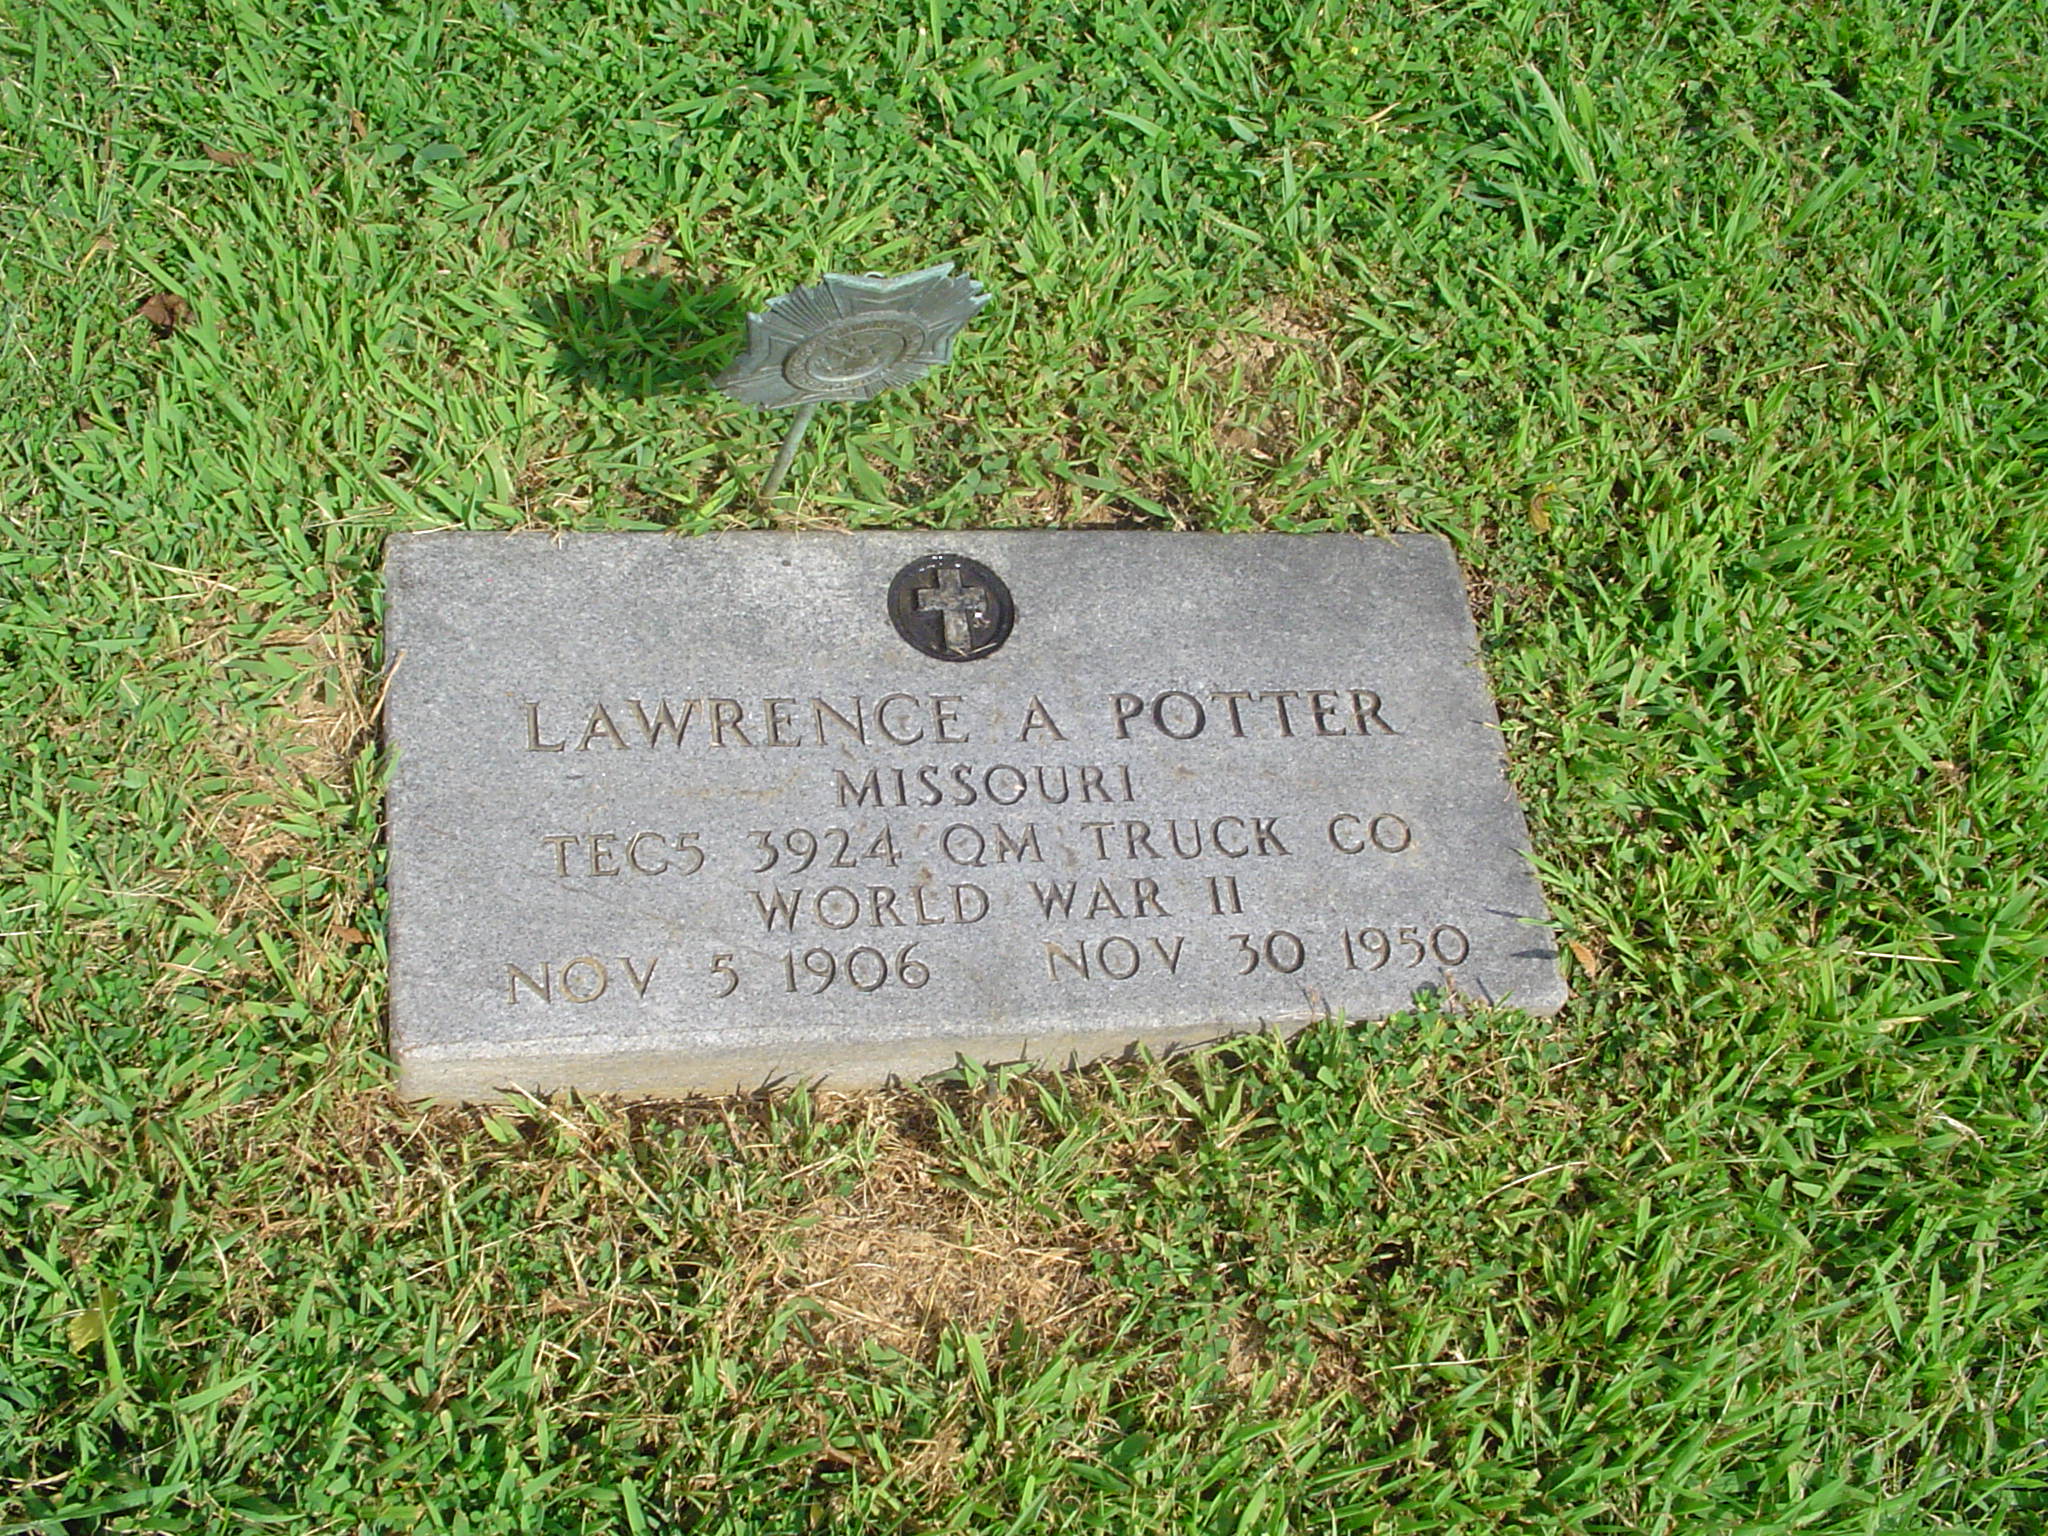 LAWRENCE A POTTER
MISSOURI
TEC5 3924 QM TRUCK CO
WORLD WAR II
NOV 5 1906 NOV 30 1950